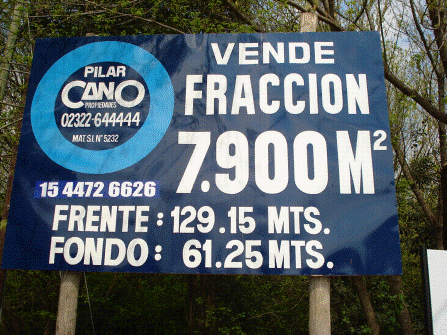 PILAR
CANO
PROPIEDADES
02322-644444
MAT.S.I. Nº 5232
15 4472 6626
VENDE
FRACCION
7.900 M²
FRENTE : 129.15 MTS.
FONDO : 61.25 MTS.